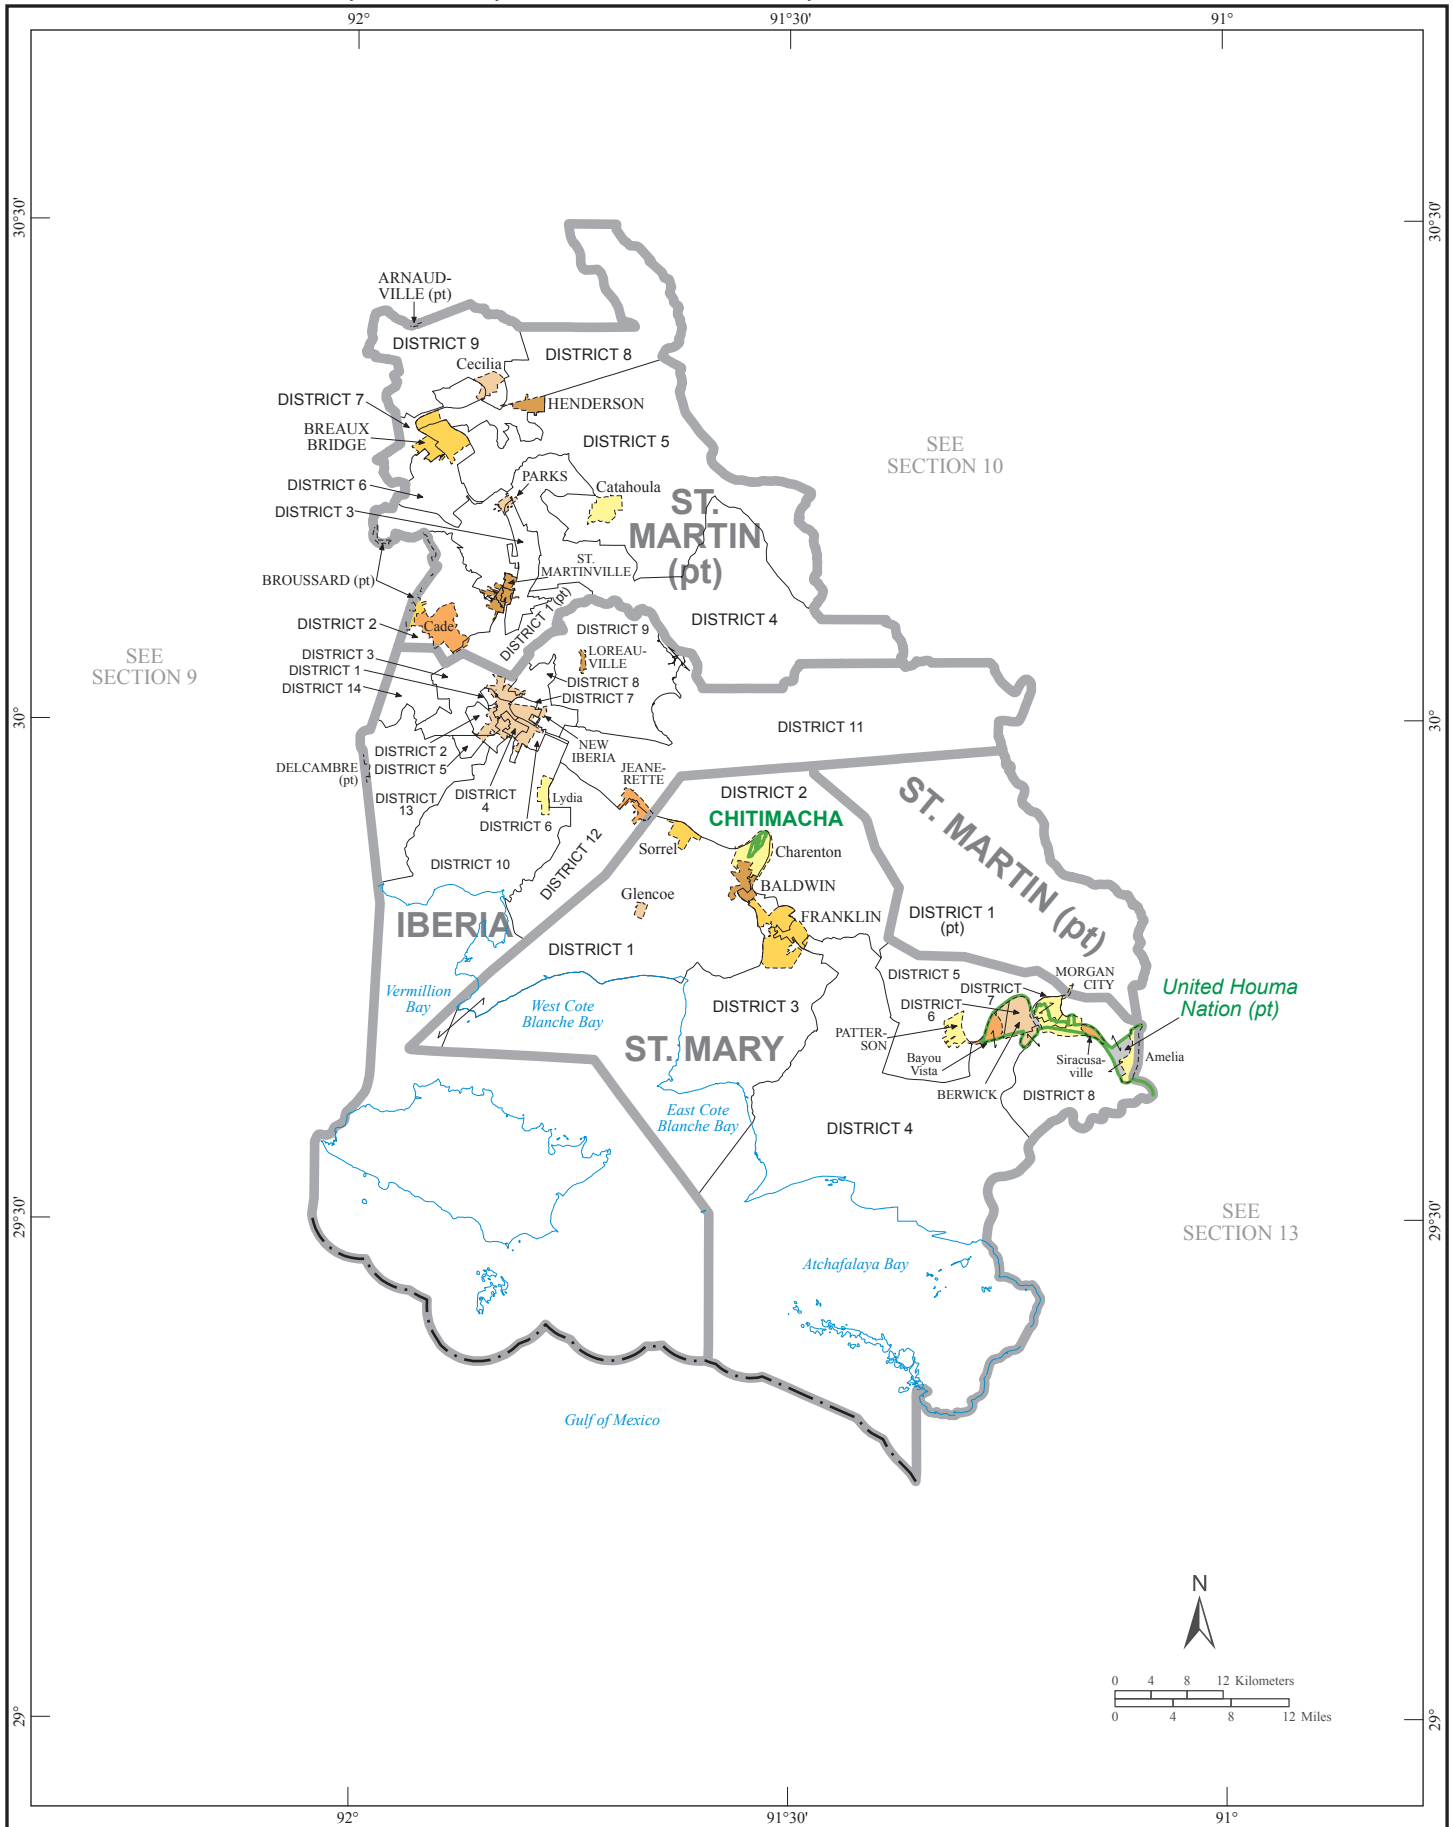 92°
91°30'
91°
30°30'
30°30'
ARNAUD-
VILLE (pt)
DISTRICT 9
DISTRICT 8
Cecilia
DISTRICT 7
HENDERSON
BREAUX
BRIDGE
DISTRICT 5
SEE
SECTION 10
DISTRICT 6
PARKS
Catahoula
DISTRICT 3
ST.
MARTIN
(pt)
ST.
MARTINVILLE
BROUSSARD (pt)
DISTRICT 1 (pt)
DISTRICT 4
DISTRICT 2
Cade
DISTRICT 9
SEE
SECTION 9
DISTRICT 3
DISTRICT 1
DISTRICT 14
LOREAU-
VILLE
DISTRICT 8
DISTRICT 7
30°
30°
DISTRICT 11
DISTRICT 2
NEW
IBERIA
DELCAMBRE
(pt)
DISTRICT 5
JEANE-
RETTE
DISTRICT
13
DISTRICT
4
Lydia
DISTRICT 6
DISTRICT 2
ST. MARTIN (pt)
CHITIMACHA
Sorrel
Charenton
DISTRICT 10
DISTRICT 12
BALDWIN
Glencoe
FRANKLIN
IBERIA
DISTRICT 1
(pt)
DISTRICT 1
DISTRICT 5
MORGAN
CITY
DISTRICT
7
United Houma
Nation (pt)
Vermillion
Bay
West Cote
Blanche Bay
DISTRICT 3
DISTRICT
6
PATTER-
SON
ST. MARY
Bayou
Vista
Siracusa-
ville
Amelia
BERWICK
DISTRICT 8
East Cote
Blanche Bay
DISTRICT 4
29°30'
29°30'
SEE
SECTION 13
Atchafalaya Bay
Gulf of Mexico
N
0 4 8 12 Kilometers
0 4 8 12 Miles
29°
29°
92°
91°30'
91°